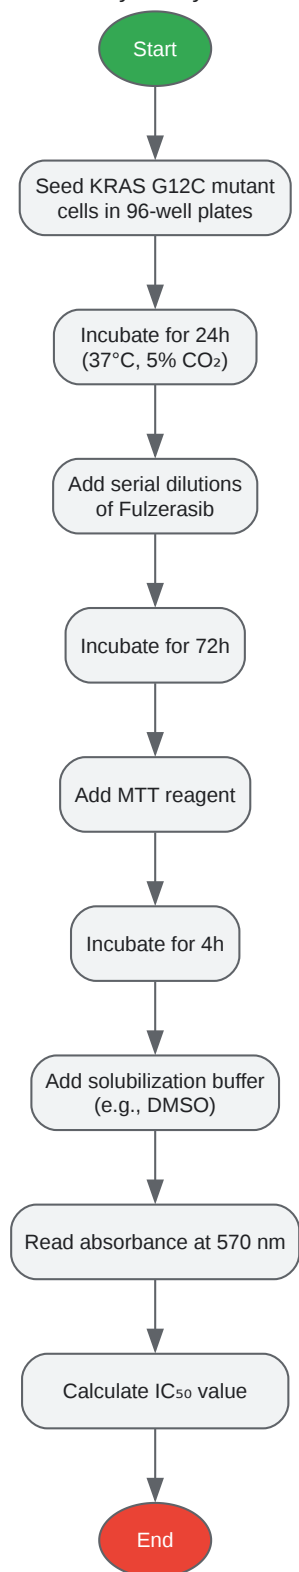 Start
Seed KRAS G12C mutant
cells in 96-well plates
Incubate for 24h
(37°C, 5% CO₂)
Add serial dilutions
of Fulzerasib
Incubate for 72h
Add MTT reagent
Incubate for 4h
Add solubilization buffer
(e.g., DMSO)
Read absorbance at 570 nm
Calculate IC₅₀ value
End